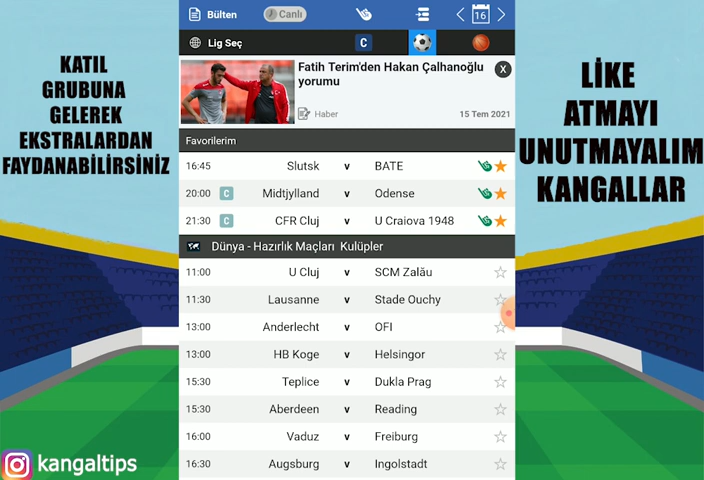 KATIL
GRUBUNA
GELEREK
EKSTRALARDAN
FAYDANABİLİRSİNİZ
kangaltips
Bülten
Canlı
16
Lig Seç
C
Fatih Terim'den Hakan Çalhanoğlu
yorumu
X
Haber
15 Tem 2021
Favorilerim
16:45 Slutsk v BATE
20:00 C Midtjylland v Odense
21:30 C CFR Cluj v U Craiova 1948
Dünya - Hazırlık Maçları Kulüpler
11:00 U Cluj v SCM Zalău
11:30 Lausanne v Stade Ouchy
13:00 Anderlecht v OFI
13:00 HB Koge v Helsingor
15:30 Teplice v Dukla Prag
15:30 Aberdeen v Reading
16:00 Vaduz v Freiburg
16:30 Augsburg v Ingolstadt
LİKE
ATMAYI
UNUTMAYALIM
KANGALLAR